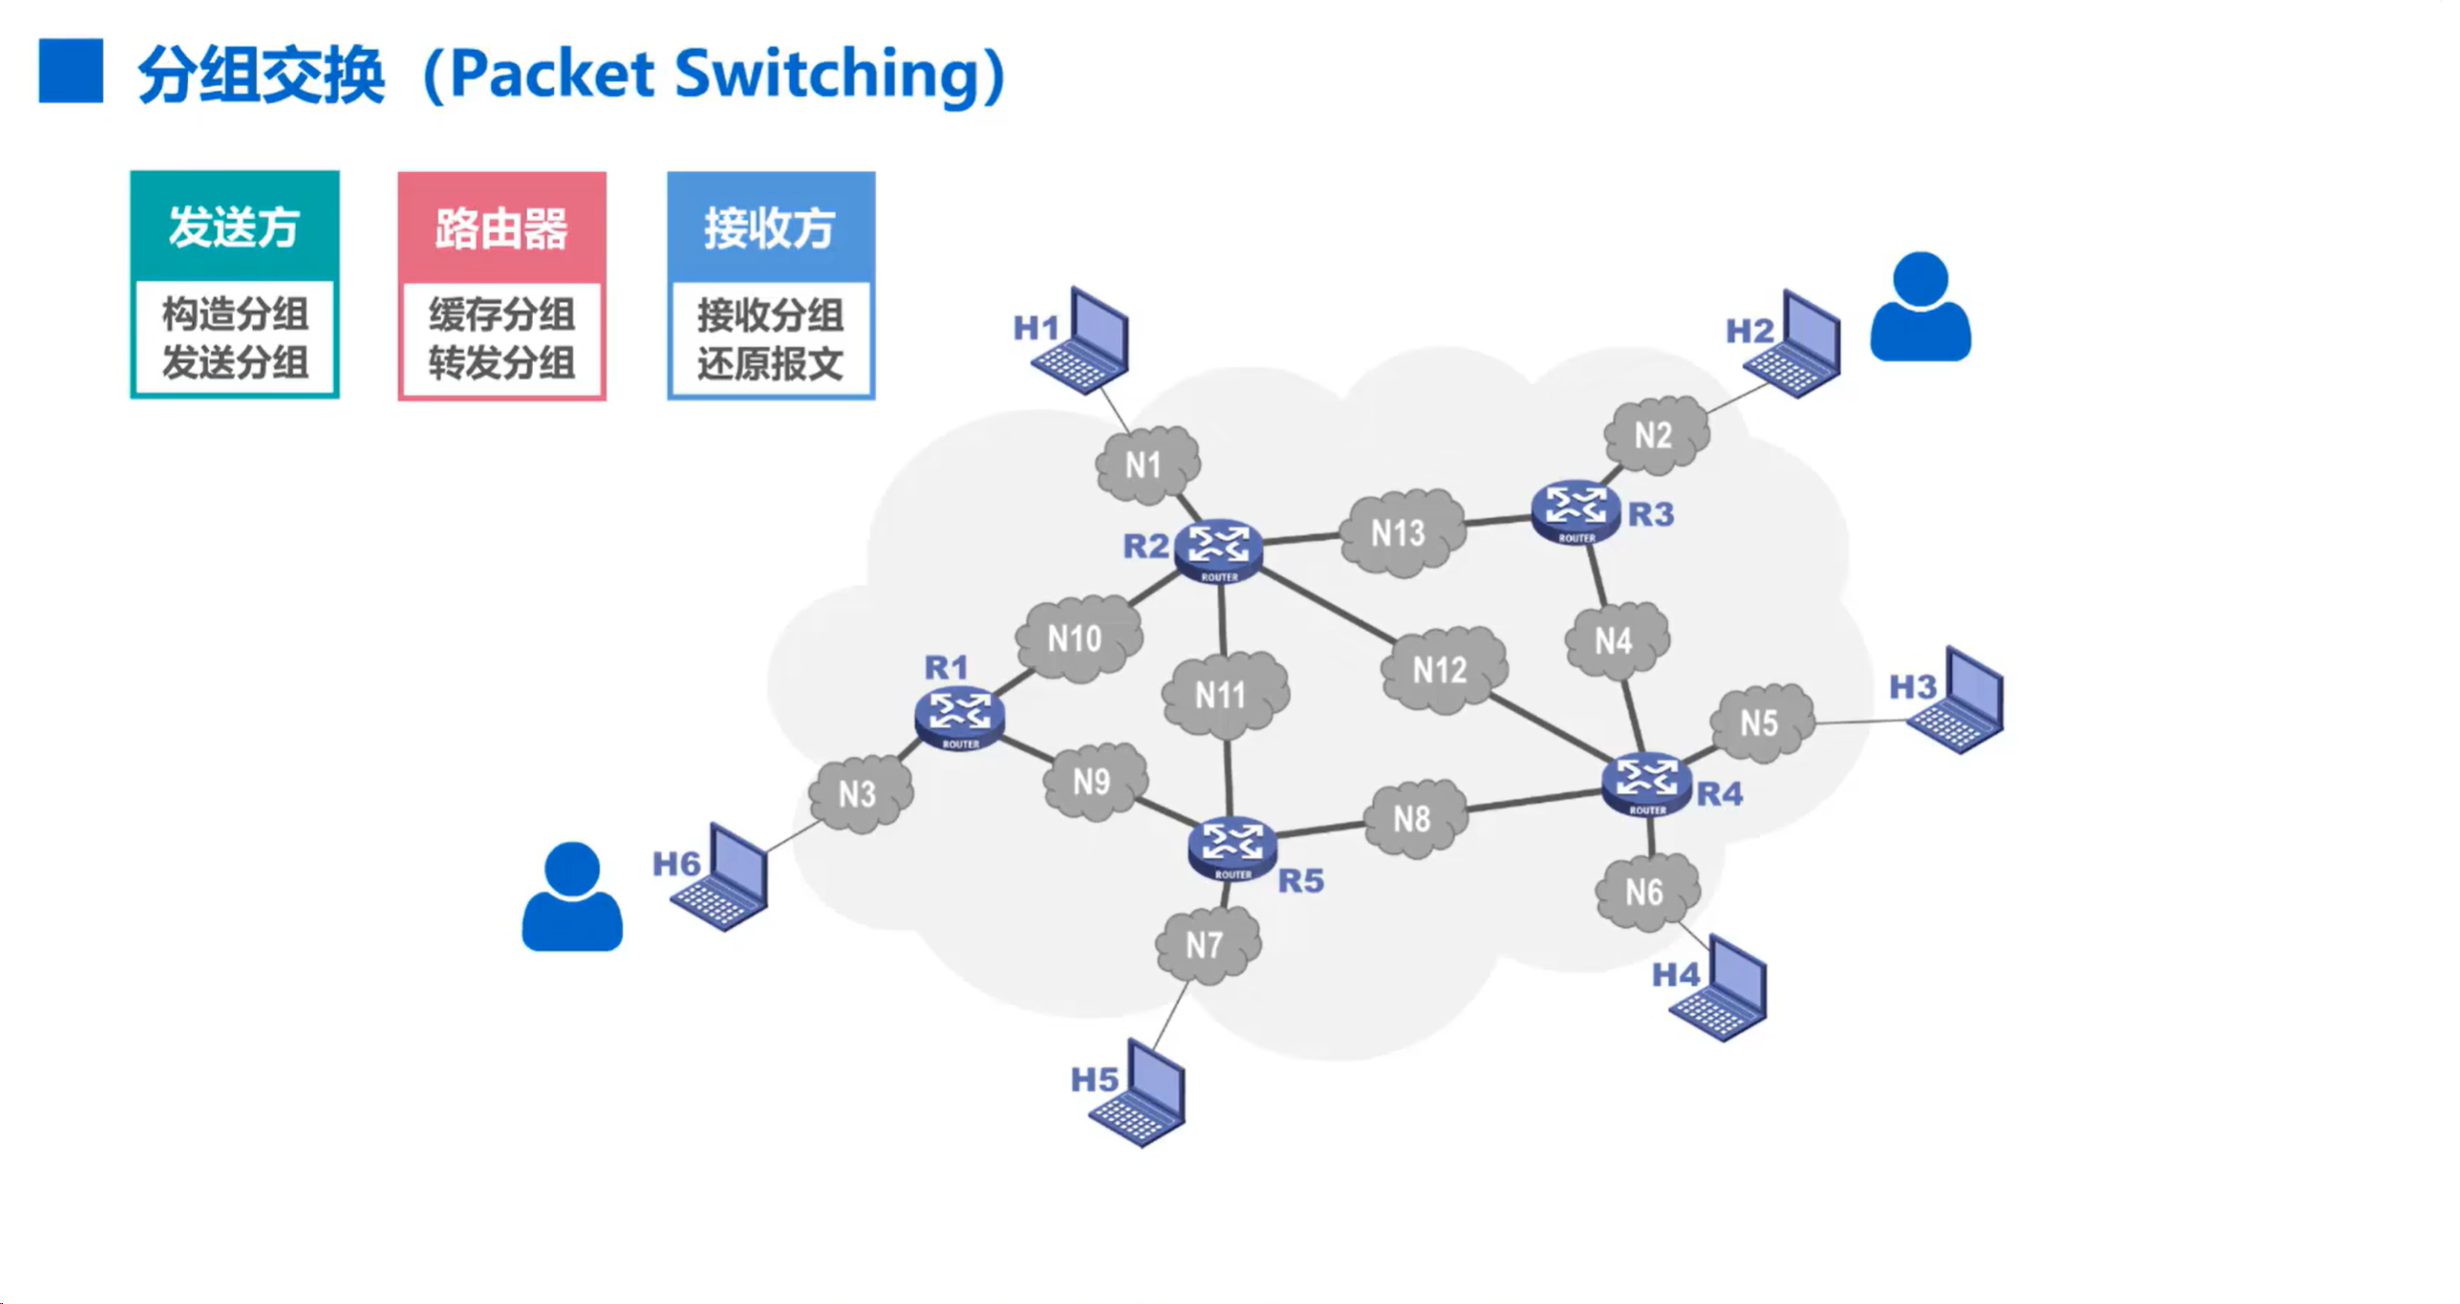 分组交换（Packet Switching）
发送方
构造分组
发送分组
路由器
缓存分组
转发分组
接收方
接收分组
还原报文
H1
H2
N1
N2
R2
ROUTER
N13
R3
ROUTER
N10
N11
N12
N4
R1
ROUTER
N5
H3
N3
N9
N8
R4
ROUTER
H6
R5
ROUTER
N6
N7
H4
H5